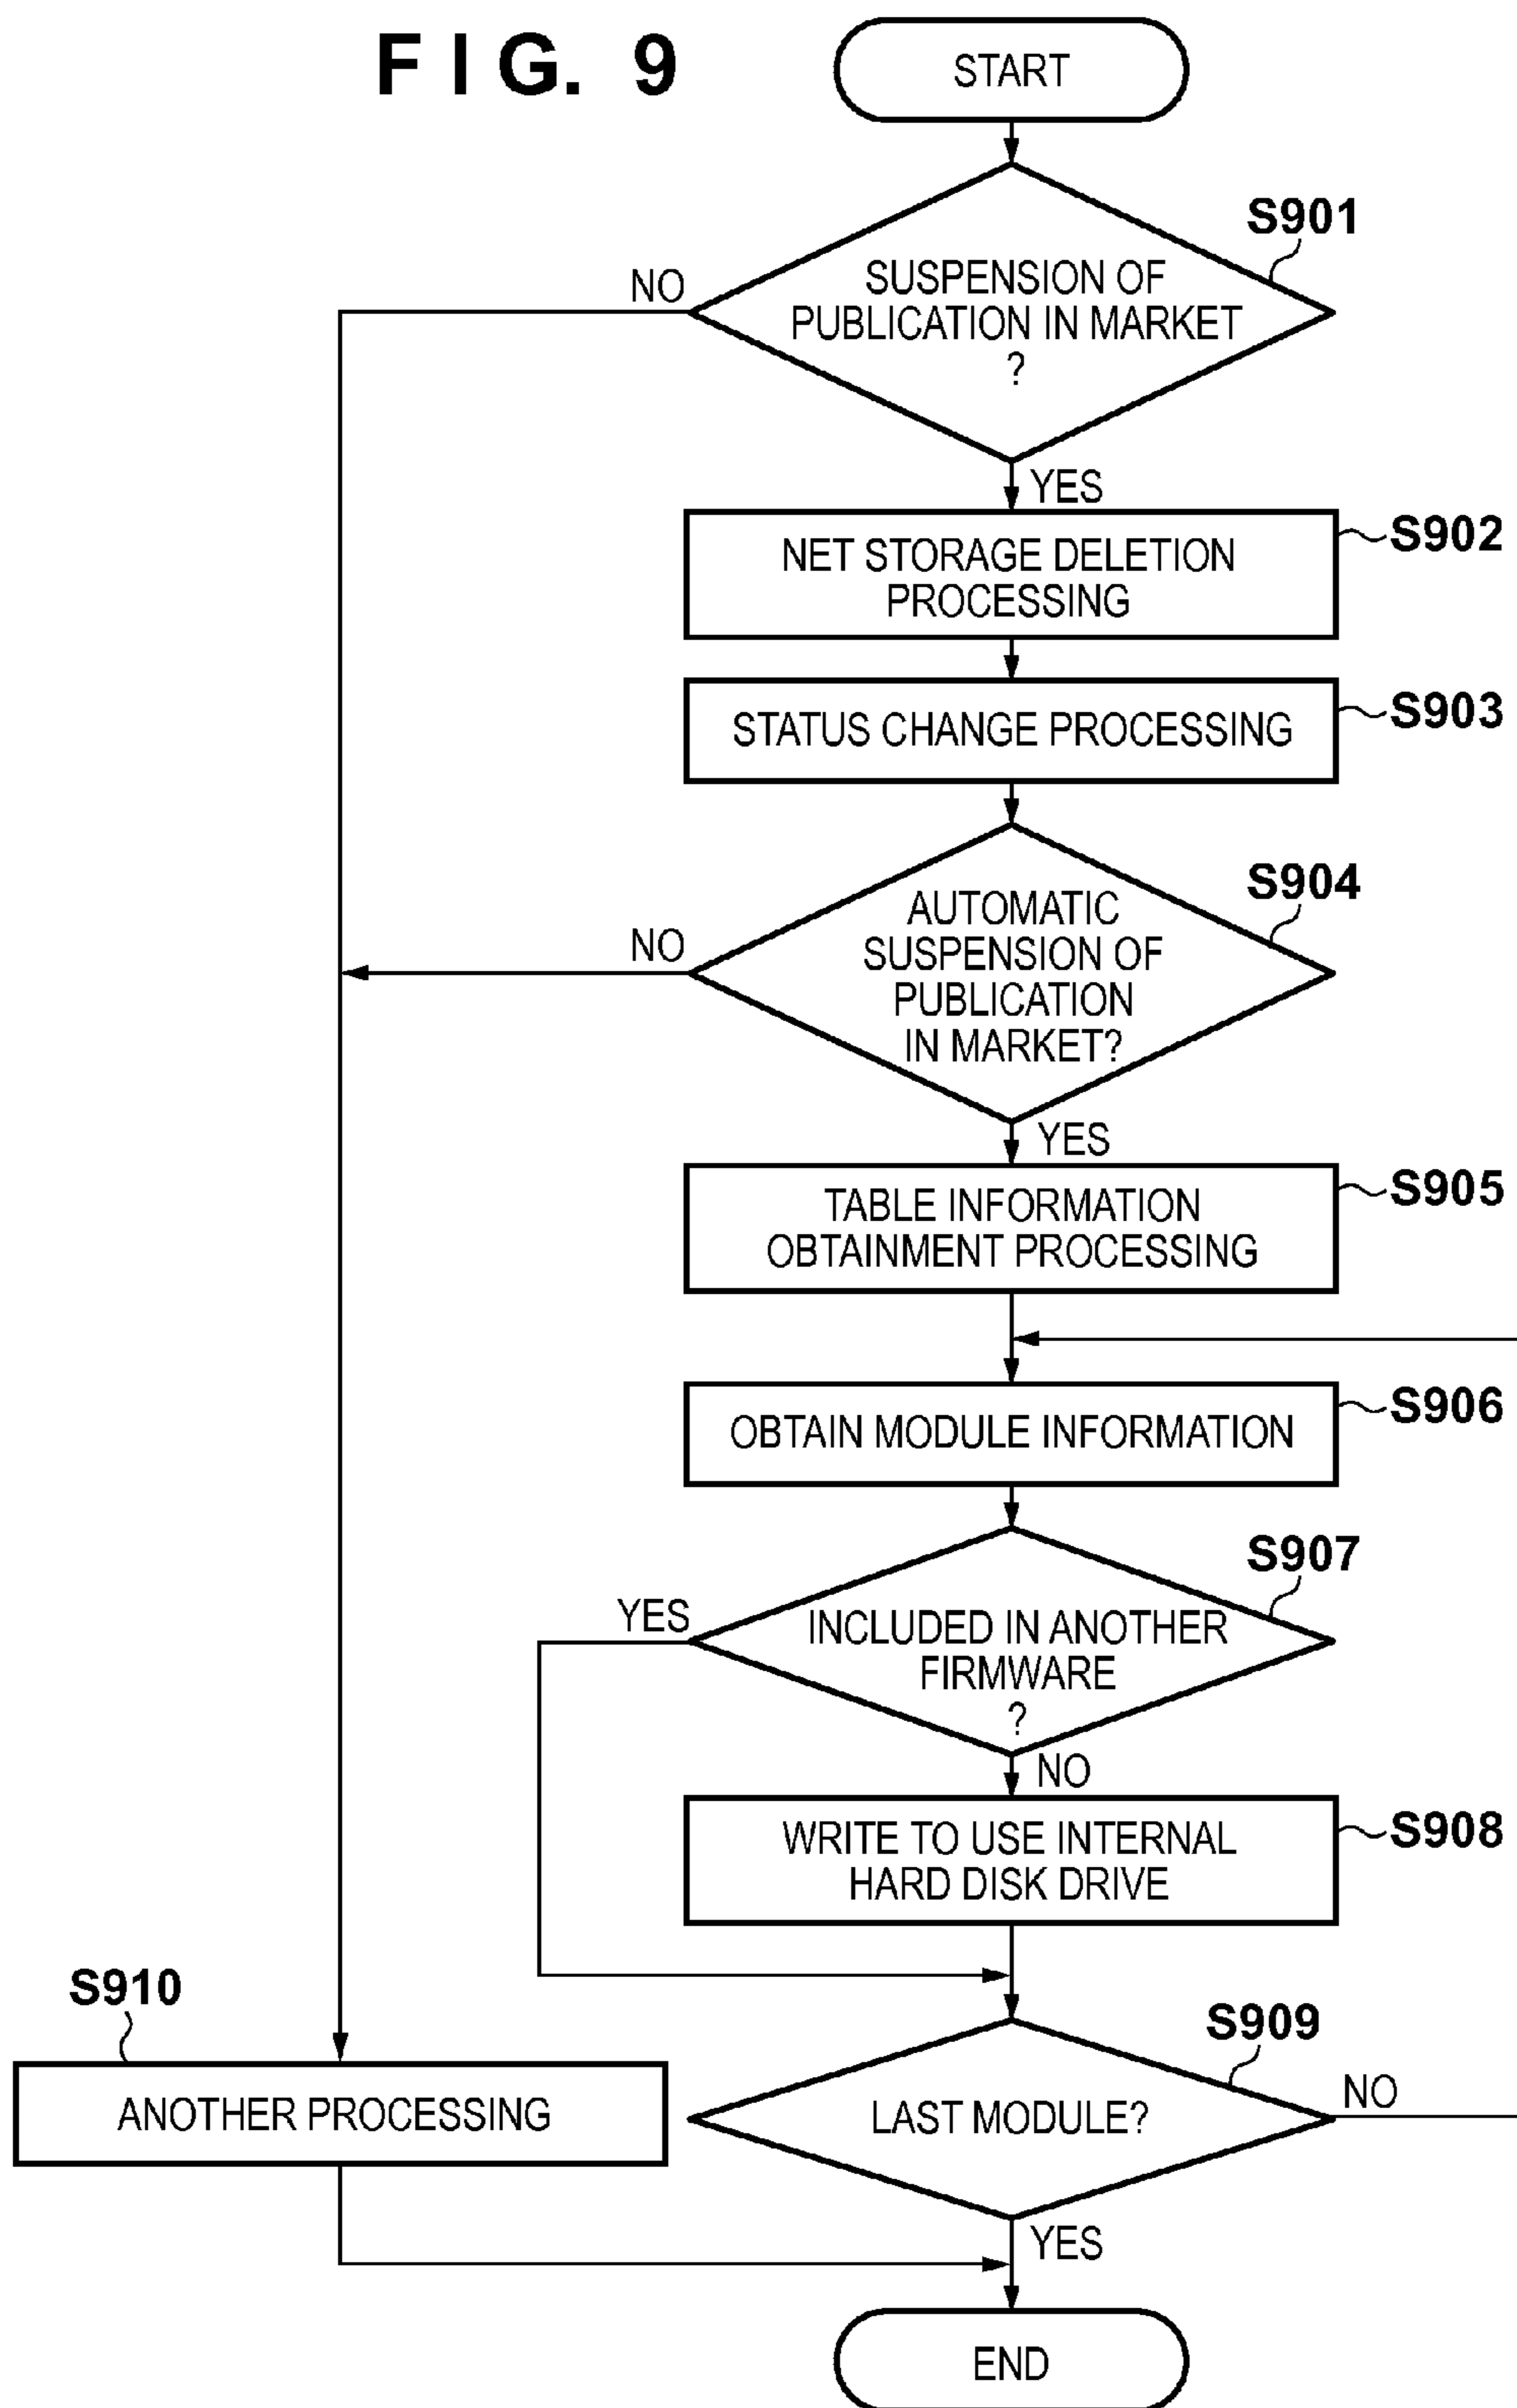 FIG. 9
START
S901
SUSPENSION OF
PUBLICATION IN MARKET
?
NO
YES
S902
NET STORAGE DELETION
PROCESSING
S903
STATUS CHANGE PROCESSING
S904
AUTOMATIC
SUSPENSION OF
PUBLICATION
IN MARKET?
NO
YES
S905
TABLE INFORMATION
OBTAINMENT PROCESSING
S906
OBTAIN MODULE INFORMATION
S907
YES
INCLUDED IN ANOTHER
FIRMWARE
?
NO
S908
WRITE TO USE INTERNAL
HARD DISK DRIVE
S910
ANOTHER PROCESSING
S909
LAST MODULE?
NO
YES
END